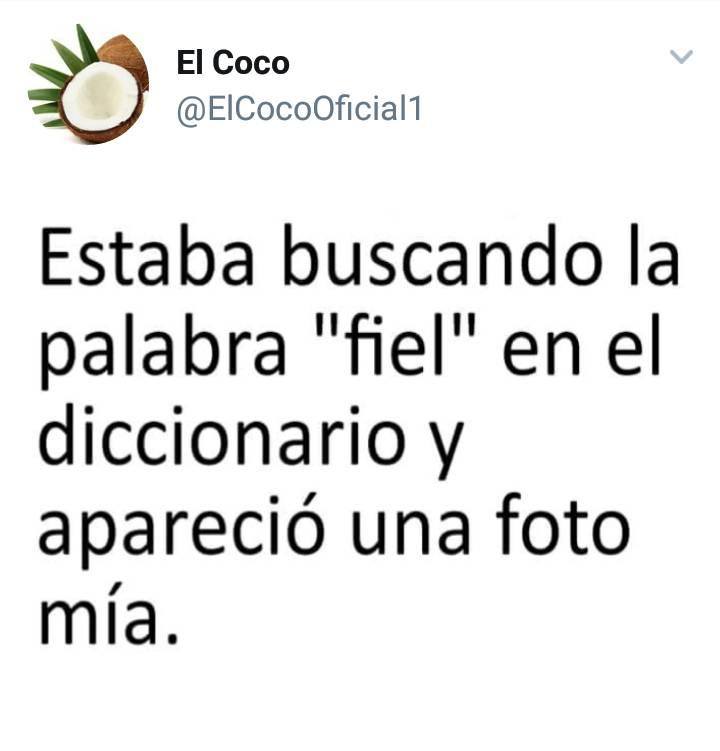 El Coco
@ElCocoOficial1
Estaba buscando la
palabra "fiel" en el
diccionario y
apareció una foto
mía.